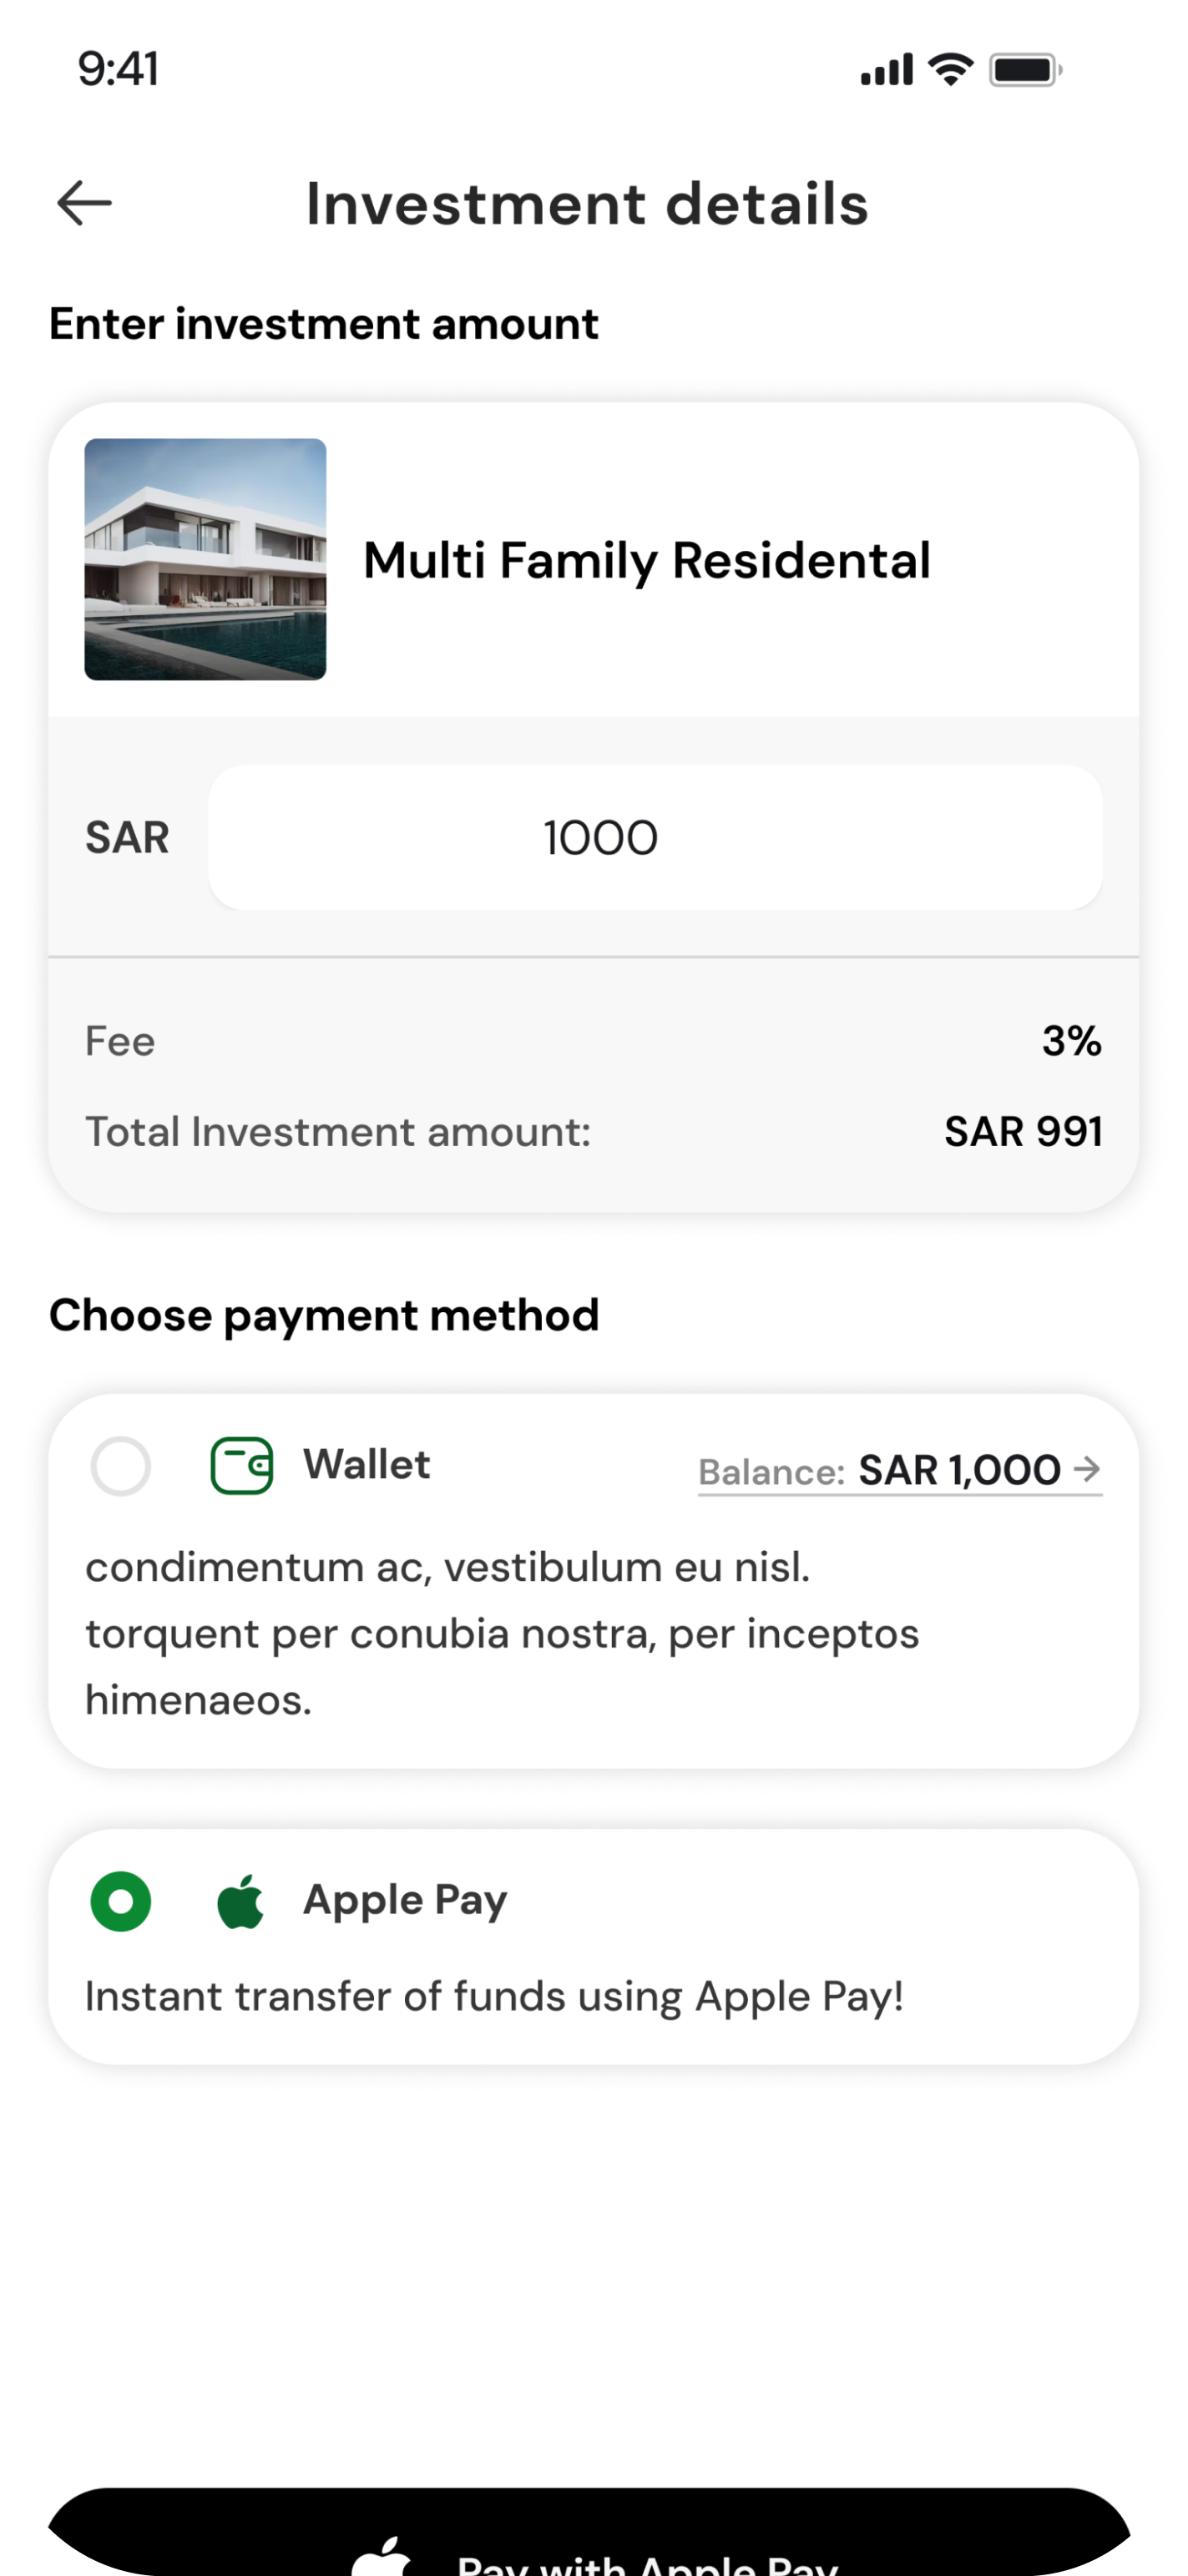 9:41
Investment details
Enter investment amount
Multi Family Residental
SAR
1000
Fee
3%
Total Investment amount:
SAR 991
Choose payment method
Wallet
Balance: SAR 1,000
condimentum ac, vestibulum eu nisl.
torquent per conubia nostra, per inceptos
himenaeos.
Apple Pay
Instant transfer of funds using Apple Pay!
Pay with Apple Pay